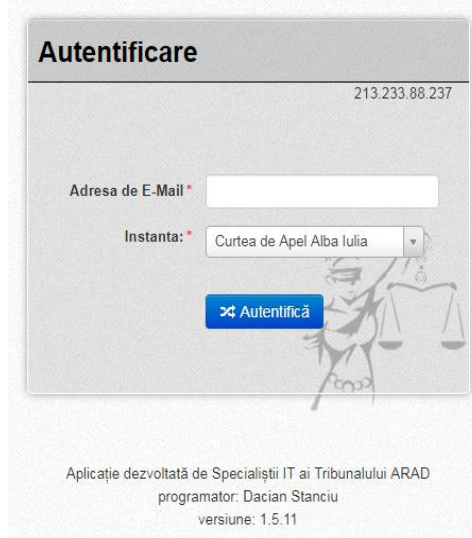 Autentificare
213.233.88.237
Adresa de E-Mail *
Instanta: *
Curtea de Apel Alba Iulia
Autentifică
Aplicație dezvoltată de Specialiștii IT ai Tribunalului ARAD
programator: Dacian Stanciu
versiune: 1.5.11